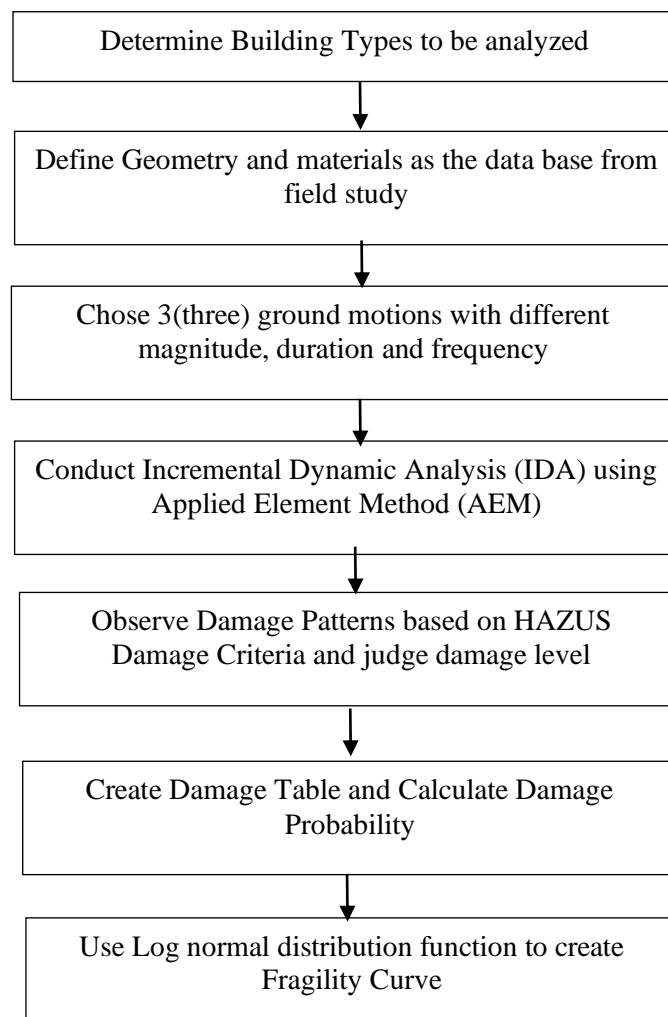 Determine Building Types to be analyzed
Define Geometry and materials as the data base from
field study
Chose 3(three) ground motions with different
magnitude, duration and frequency
Conduct Incremental Dynamic Analysis (IDA) using
Applied Element Method (AEM)
Observe Damage Patterns based on HAZUS
Damage Criteria and judge damage level
Create Damage Table and Calculate Damage
Probability
Use Log normal distribution function to create
Fragility Curve